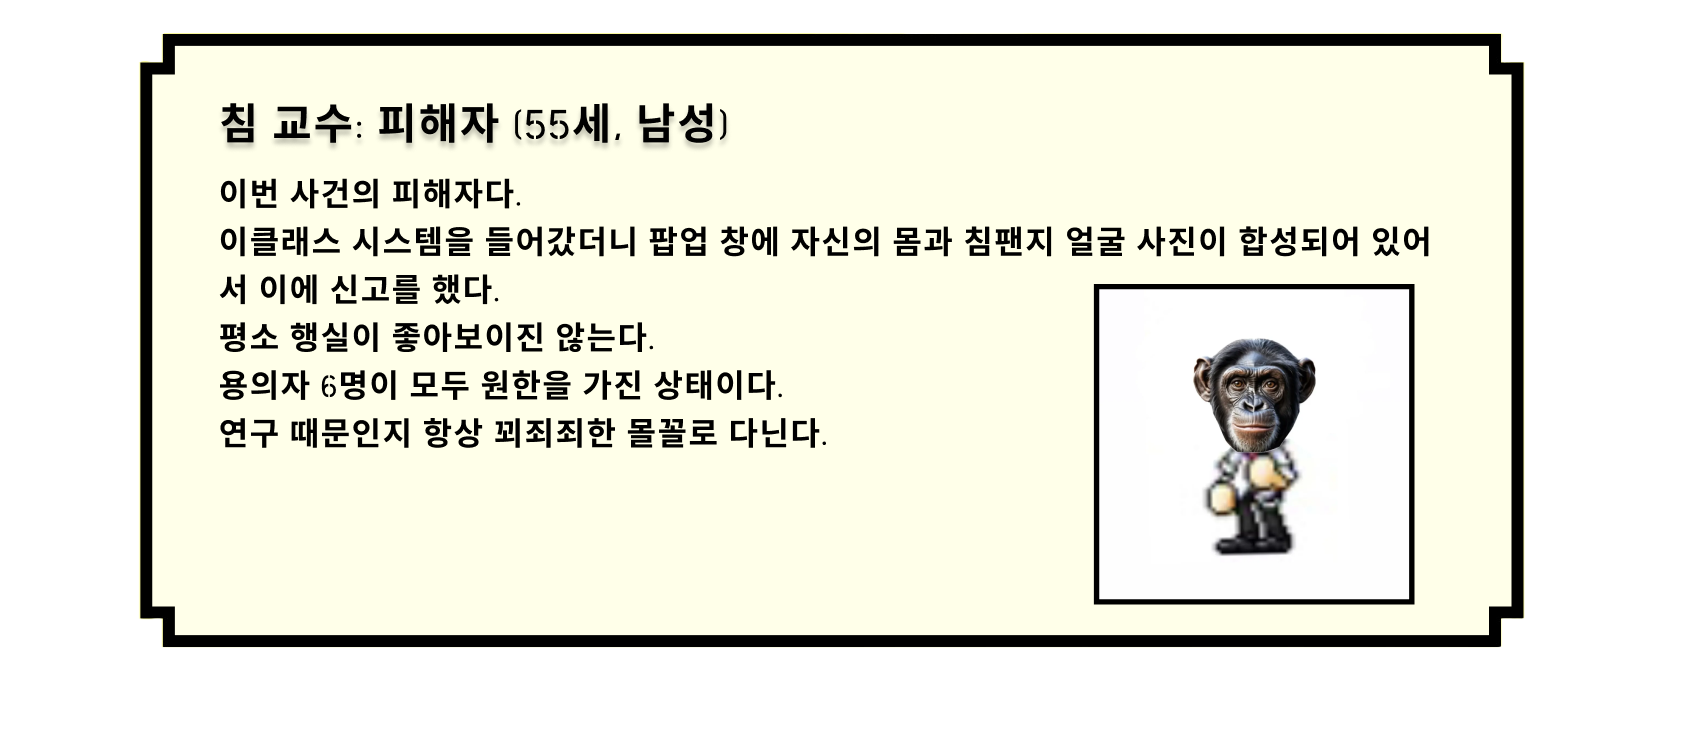 침 교수: 피해자 (55세, 남성)
이번 사건의 피해자다.
이클래스 시스템을 들어갔더니 팝업 창에 자신의 몸과 침팬지 얼굴 사진이 합성되어 있어
서 이에 신고를 했다.
평소 행실이 좋아보이진 않는다.
용의자 6명이 모두 원한을 가진 상태이다.
연구 때문인지 항상 꾀죄죄한 몰꼴로 다닌다.